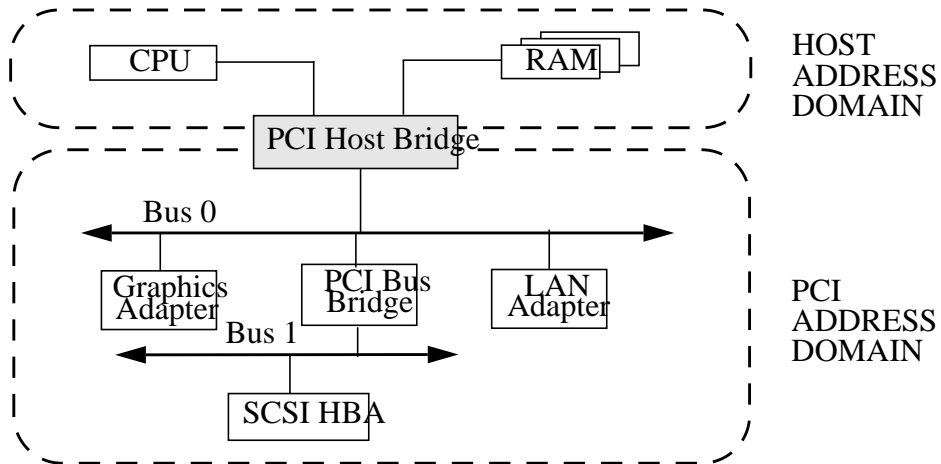 CPU
RAM
HOST
ADDRESS
DOMAIN
PCI Host Bridge
Bus 0
Graphics
Adapter
PCI Bus
Bridge
LAN
Adapter
PCI
ADDRESS
DOMAIN
Bus 1
SCSI HBA